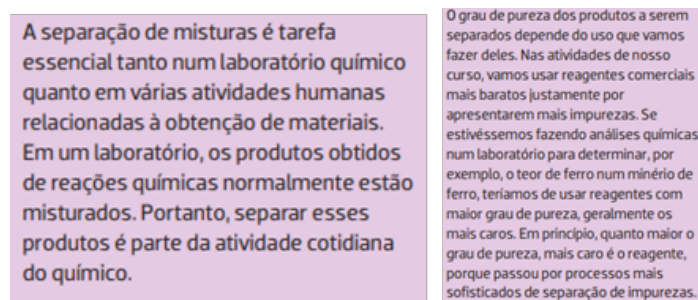 A separação de misturas é tarefa
essencial tanto num laboratório químico
quanto em várias atividades humanas
relacionadas à obtenção de materiais.
Em um laboratório, os produtos obtidos
de reações químicas normalmente estão
misturados. Portanto, separar esses
produtos é parte da atividade cotidiana
do químico.
O grau de pureza dos produtos a serem
separados depende do uso que vamos
fazer deles. Nas atividades de nosso
curso, vamos usar reagentes comerciais
mais baratos justamente por
apresentarem mais impurezas. Se
estivéssemos fazendo análises químicas
num laboratório para determinar, por
exemplo, o teor de ferro num minério de
ferro, teríamos de usar reagentes com
maior grau de pureza, geralmente os
mais caros. Em princípio, quanto maior o
grau de pureza, mais caro é o reagente,
porque passou por processos mais
sofisticados de separação de impurezas.